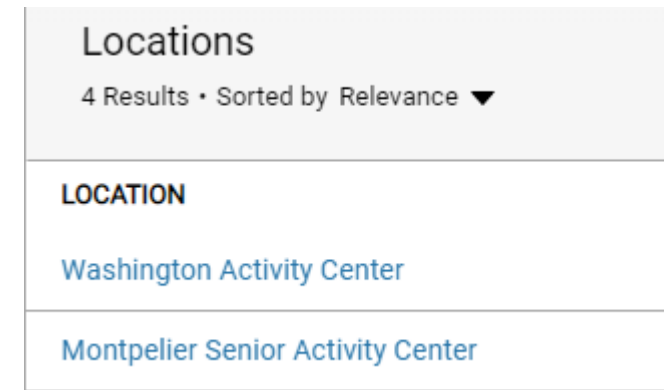 Locations
4 Results • Sorted by Relevance ▼
LOCATION
Washington Activity Center
Montpelier Senior Activity Center